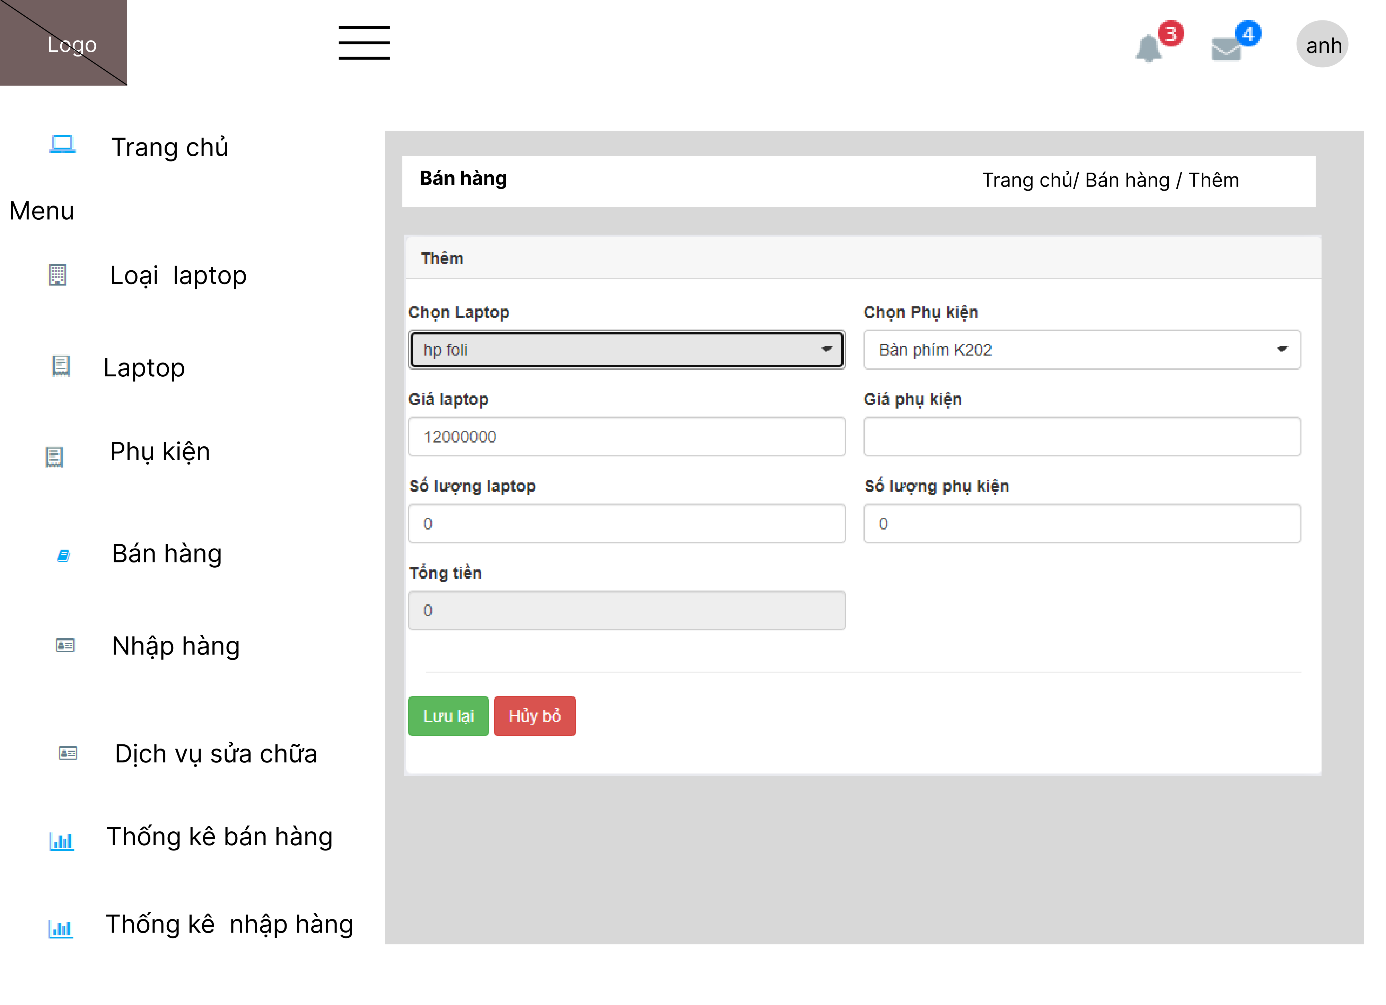 Logo
3
4
anh
Trang chủ
Menu
Loại laptop
Laptop
Phụ kiện
Bán hàng
Nhập hàng
Dịch vụ sửa chữa
Thống kê bán hàng
Thống kê nhập hàng
Bán hàng
Trang chủ/ Bán hàng / Thêm
Thêm
Chọn Laptop
hp foli
Chọn Phụ kiện
Bàn phím K202
Giá laptop
12000000
Giá phụ kiện
Số lượng laptop
0
Số lượng phụ kiện
0
Tổng tiền
0
Lưu lại
Hủy bỏ